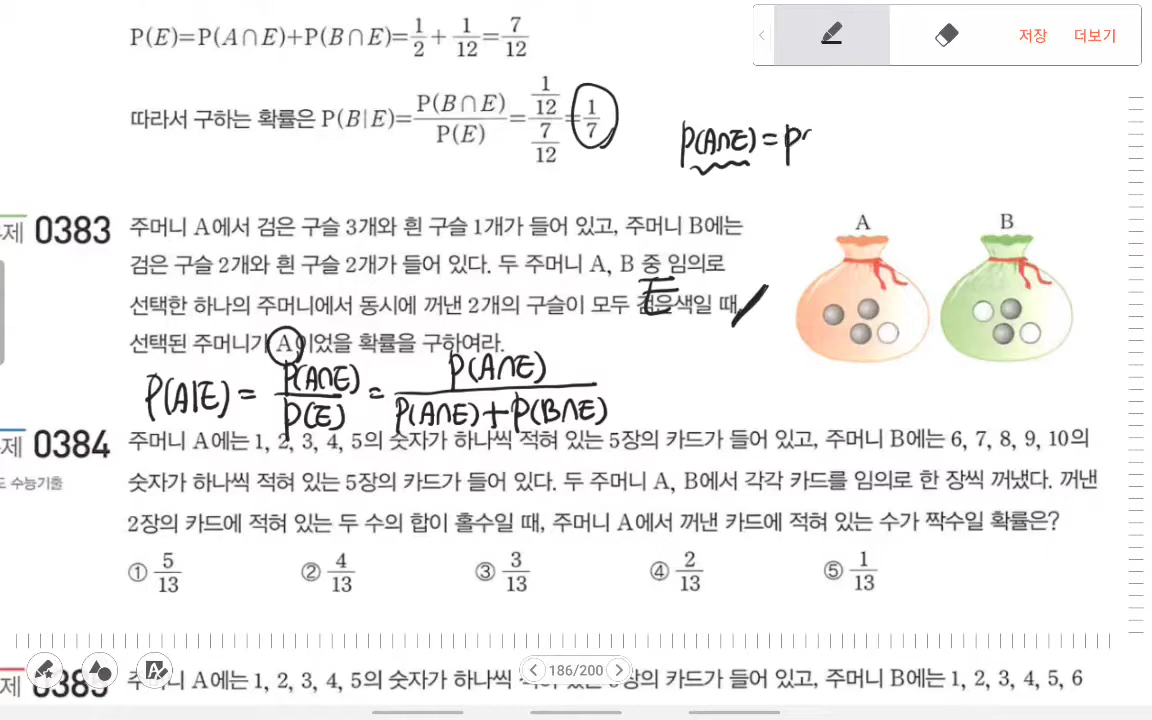 P(E)=P(A∩E)+P(B∩E)=1/2+1/12=7/12
저장 더보기
따라서 구하는 확률은 P(B|E)=P(B∩E)/P(E)=(1/12)/(7/12)=1/7
P(A∩E)=P
제 0383 주머니 A에서 검은 구슬 3개와 흰 구슬 1개가 들어 있고, 주머니 B에는
검은 구슬 2개와 흰 구슬 2개가 들어 있다. 두 주머니 A, B 중 임의로
선택한 하나의 주머니에서 동시에 꺼낸 2개의 구슬이 모두 검은색일 때,
E
선택된 주머니가 A이었을 확률을 구하여라.
A B
P(A|E)=P(A∩E)/P(E)=P(A∩E)/P(A∩E)+P(B∩E)
제 0384 주머니 A에는 1, 2, 3, 4, 5의 숫자가 하나씩 적혀 있는 5장의 카드가 들어 있고, 주머니 B에는 6, 7, 8, 9, 10의
도 수능기출 숫자가 하나씩 적혀 있는 5장의 카드가 들어 있다. 두 주머니 A, B에서 각각 카드를 임의로 한 장씩 꺼냈다. 꺼낸
2장의 카드에 적혀 있는 두 수의 합이 홀수일 때, 주머니 A에서 꺼낸 카드에 적혀 있는 수가 짝수일 확률은?
① 5/13 ② 4/13 ③ 3/13 ④ 2/13 ⑤ 1/13
186/200
제 0385 주머니 A에는 1, 2, 3, 4, 5의 숫자가 하나씩 적혀 있는 5장의 카드가 들어 있고, 주머니 B에는 1, 2, 3, 4, 5, 6